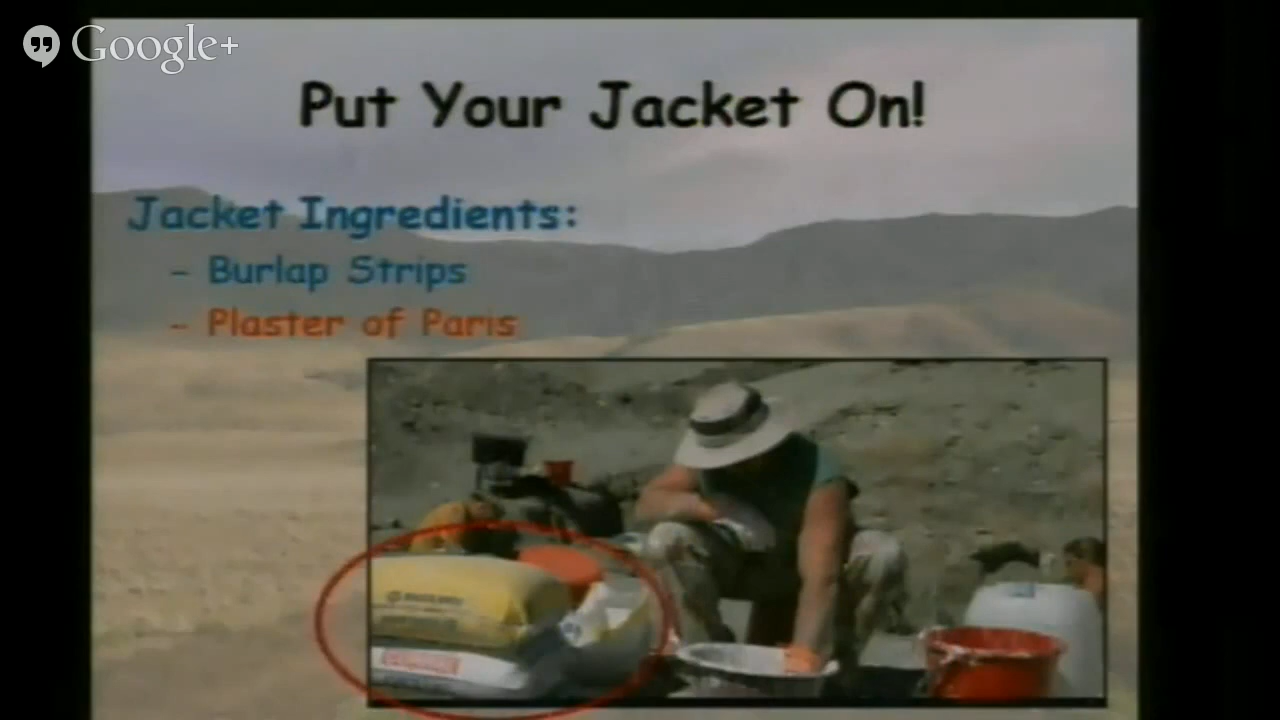 Google+
Put Your Jacket On!
Jacket Ingredients:
- Burlap Strips
- Plaster of Paris